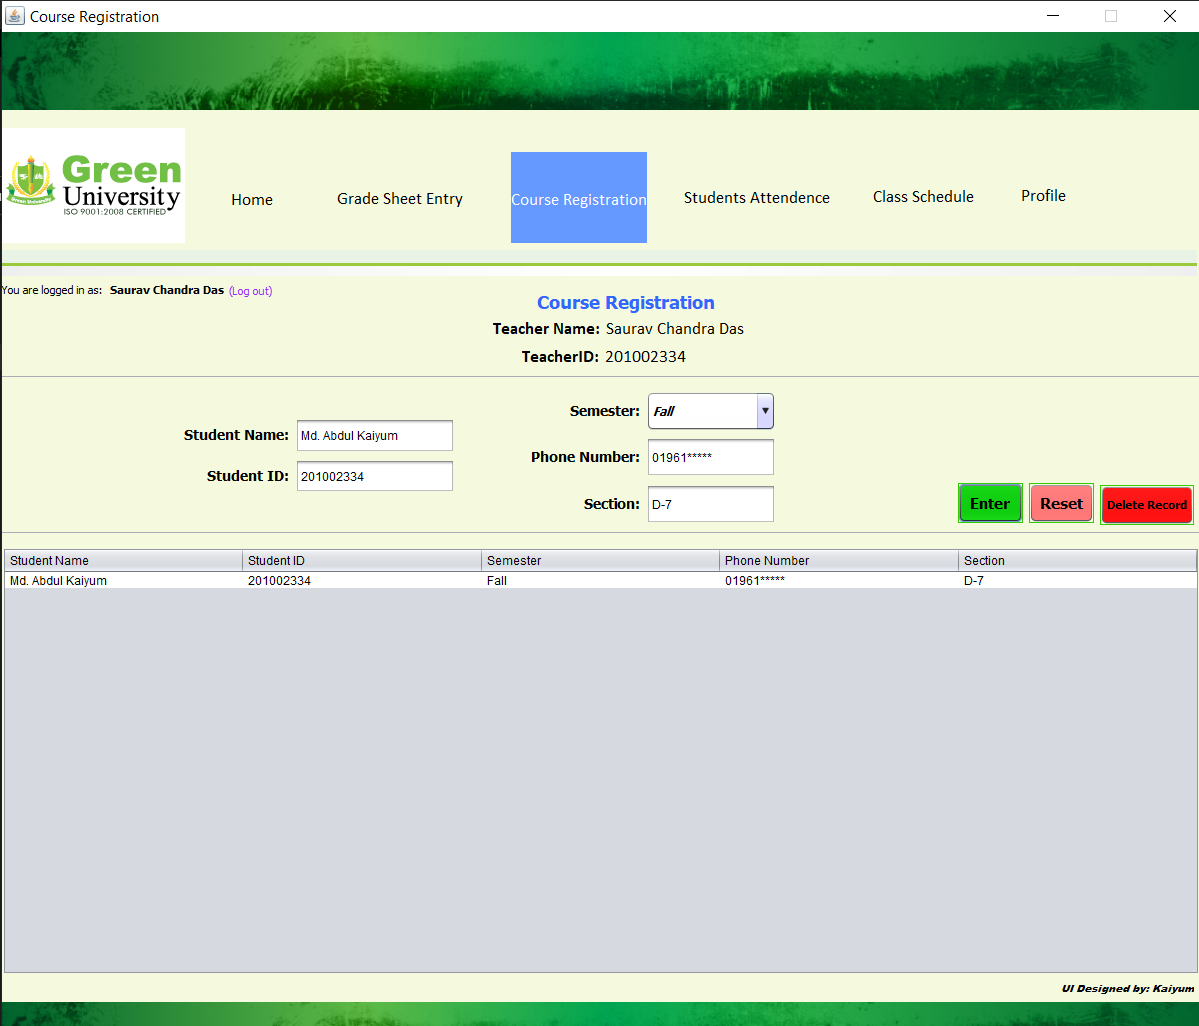 Course Registration
Green
University
ISO 9001:2008 CERTIFIED
Green University
Home
Grade Sheet Entry
Course Registration
Students Attendence
Class Schedule
Profile
You are logged in as: Saurav Chandra Das (Log out)
Course Registration
Teacher Name: Saurav Chandra Das
TeacherID: 201002334
Semester: Fall
Student Name: Md. Abdul Kaiyum
Phone Number: 01961*****
Student ID: 201002334
Section: D-7
Enter
Reset
Delete Record
Student Name Student ID Semester Phone Number Section
Md. Abdul Kaiyum 201002334 Fall 01961***** D-7
UI Designed by: Kaiyum